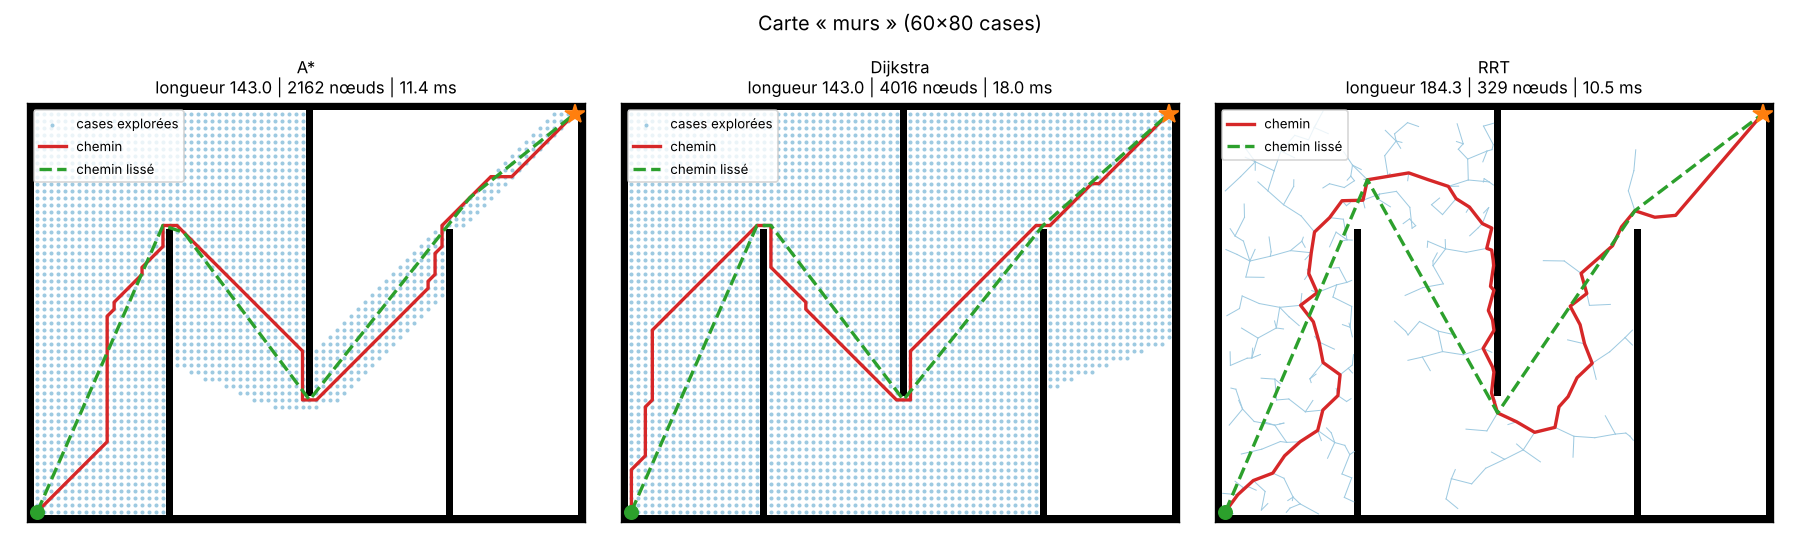 Carte « murs » (60×80 cases)
A*
longueur 143.0 | 2162 nœuds | 11.4 ms
cases explorées
chemin
chemin lissé
Dijkstra
longueur 143.0 | 4016 nœuds | 18.0 ms
cases explorées
chemin
chemin lissé
RRT
longueur 184.3 | 329 nœuds | 10.5 ms
chemin
chemin lissé